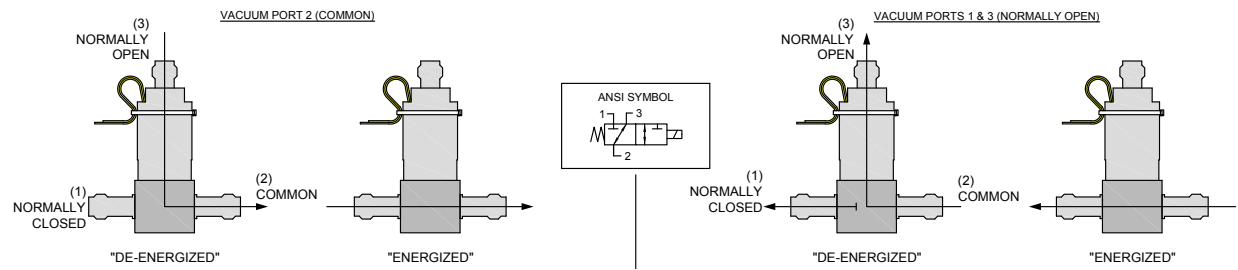 VACUUM PORT 2 (COMMON)
(3)
NORMALLY
OPEN
(1)
NORMALLY
CLOSED
(2)
COMMON
"DE-ENERGIZED"
"ENERGIZED"
ANSI SYMBOL
1
3
2
VACUUM PORTS 1 & 3 (NORMALLY OPEN)
(3)
NORMALLY
OPEN
(1)
NORMALLY
CLOSED
(2)
COMMON
"DE-ENERGIZED"
"ENERGIZED"